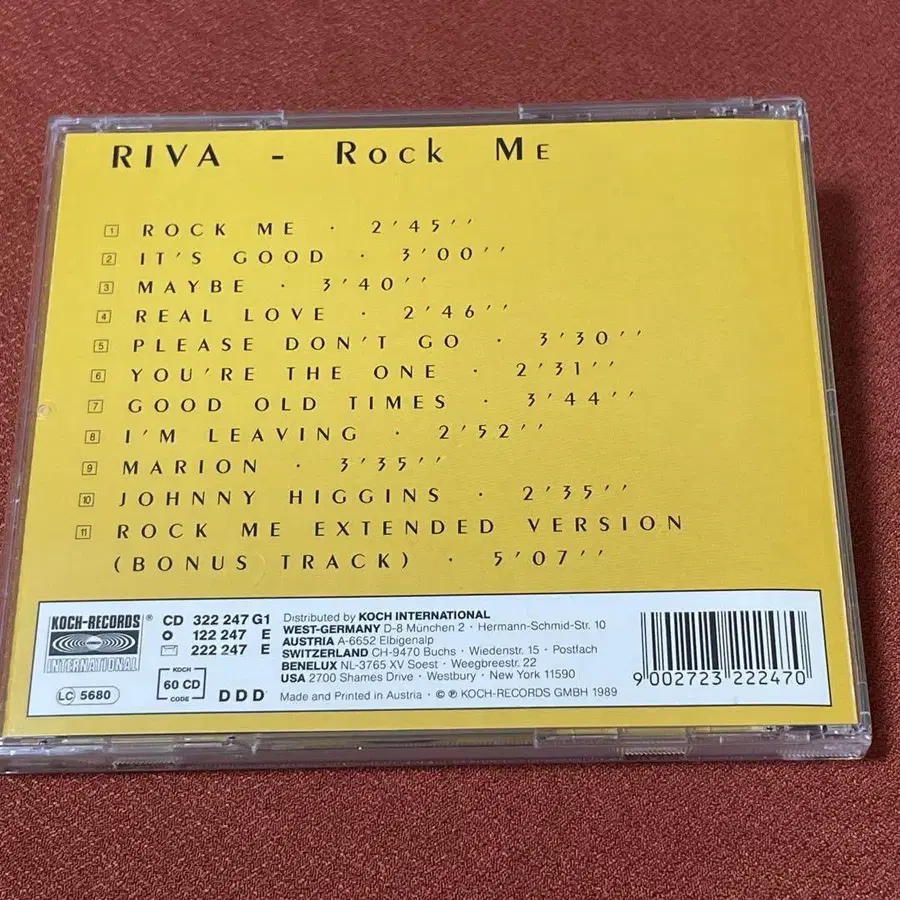 RIVA - Rock Me
1 ROCK ME · 2'45''
2 IT'S GOOD · 3'00''
3 MAYBE · 3'40''
4 REAL LOVE · 2'46''
5 PLEASE DON'T GO · 3'30''
6 YOU'RE THE ONE · 2'31''
7 GOOD OLD TIMES · 3'44''
8 I'M LEAVING · 2'52''
9 MARION · 3'35''
10 JOHNNY HIGGINS · 2'35''
11 ROCK ME EXTENDED VERSION
(BONUS TRACK) · 5'07''
KOCH-RECORDS®
INTERNATIONAL
LC 5680
CD 322 247 G1
122 247 E
222 247 E
KOCH
60 CD
CODE
DDD
Distributed by KOCH INTERNATIONAL
WEST-GERMANY D-8 München 2 · Hermann-Schmid-Str. 10
AUSTRIA A-6652 Elbigenalp
SWITZERLAND CH-9470 Buchs · Wiedenstr. 15 · Postfach
BENELUX NL-3765 XV Soest · Weegbreestr. 22
USA 2700 Shames Drive · Westbury · New York 11590
Made and Printed in Austria · © ℗ KOCH-RECORDS GMBH 1989
9 002723 222470